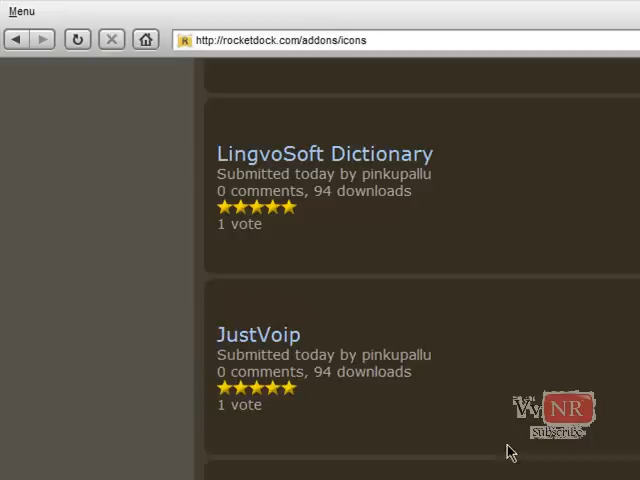 Menu
http://rocketdock.com/addons/icons
LingvoSoft Dictionary
Submitted today by pinkupallu
0 comments, 94 downloads
1 vote
JustVoip
Submitted today by pinkupallu
0 comments, 94 downloads
1 vote
NR
Subscribe